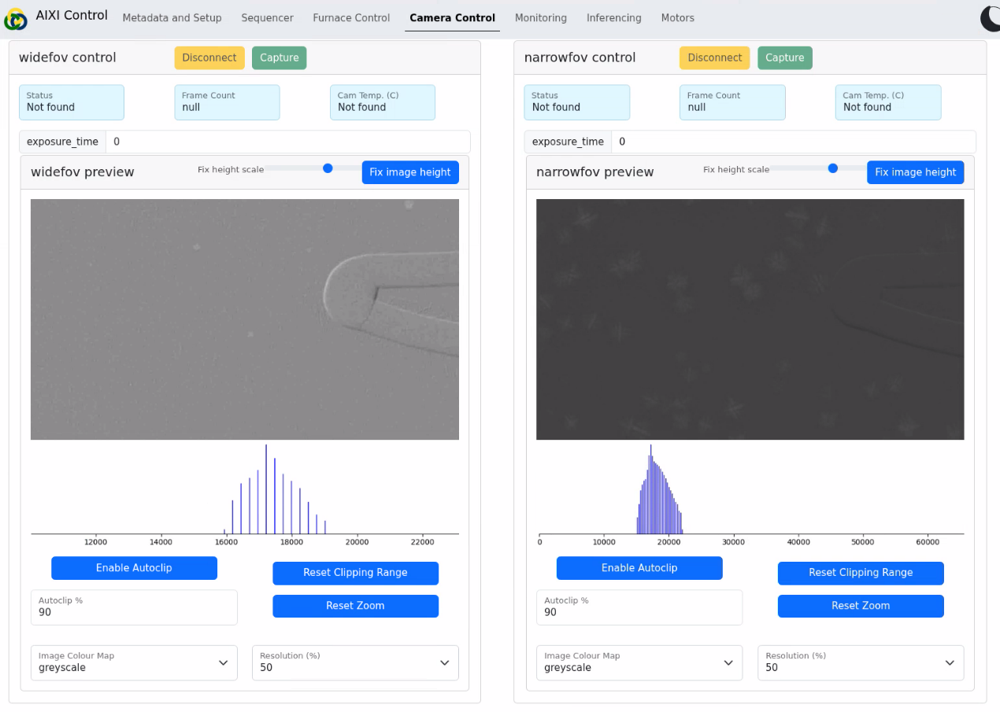 AIXI Control
Metadata and Setup
Sequencer
Furnace Control
Camera Control
Monitoring
Inferencing
Motors
widefov control
Disconnect
Capture
Status
Not found
Frame Count
null
Cam Temp. (C)
Not found
exposure_time
0
widefov preview
Fix height scale
Fix image height
12000 14000 16000 18000 20000 22000
Enable Autoclip
Reset Clipping Range
Autoclip %
90
Reset Zoom
Image Colour Map
greyscale
Resolution (%)
50
narrowfov control
Disconnect
Capture
Status
Not found
Frame Count
null
Cam Temp. (C)
Not found
exposure_time
0
narrowfov preview
Fix height scale
Fix image height
0 10000 20000 30000 40000 50000 60000
Enable Autoclip
Reset Clipping Range
Autoclip %
90
Reset Zoom
Image Colour Map
greyscale
Resolution (%)
50